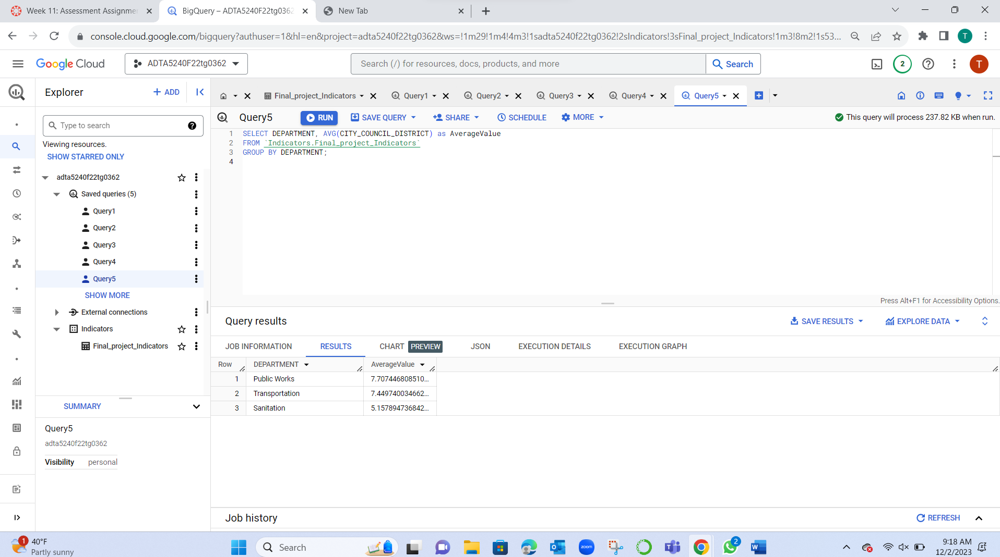 Week 11: Assessment Assignmen
BigQuery – ADTA5240F22tg0362
New Tab
console.cloud.google.com/bigquery?authuser=1&hl=en&project=adta5240f22tg0362&ws=!1m29!1m4!4m3!1sadta5240f22tg0362!2sIndicators!3sFinal_project_Indicators!1m3!8m2!1s53...
T
Google Cloud
ADTA5240F22tg0362
Search (/) for resources, docs, products, and more
Search
2
T
Explorer
+ ADD
Final_project_Indicators
Query1
Query2
Query3
Query4
Query5
Type to search
Query5
RUN
SAVE QUERY
SHARE
SCHEDULE
MORE
This query will process 237.82 KB when run.
Viewing resources.
SHOW STARRED ONLY
1 SELECT DEPARTMENT, AVG(CITY_COUNCIL_DISTRICT) as AverageValue
2 FROM `Indicators.Final_project_Indicators`
3 GROUP BY DEPARTMENT;
4
adta5240f22tg0362
Saved queries (5)
Query1
Query2
Query3
Query4
Query5
SHOW MORE
External connections
Indicators
Final_project_Indicators
Press Alt+F1 for Accessibility Options.
Query results
SAVE RESULTS
EXPLORE DATA
JOB INFORMATION
RESULTS
CHART PREVIEW
JSON
EXECUTION DETAILS
EXECUTION GRAPH
Row DEPARTMENT AverageValue
1 Public Works 7.707446808510...
2 Transportation 7.449740034662...
3 Sanitation 5.157894736842...
SUMMARY
Query5
adta5240f22tg0362
Visibility personal
Job history
REFRESH
1
40°F
Partly sunny
Search
zoom
2
9:18 AM
12/2/2023